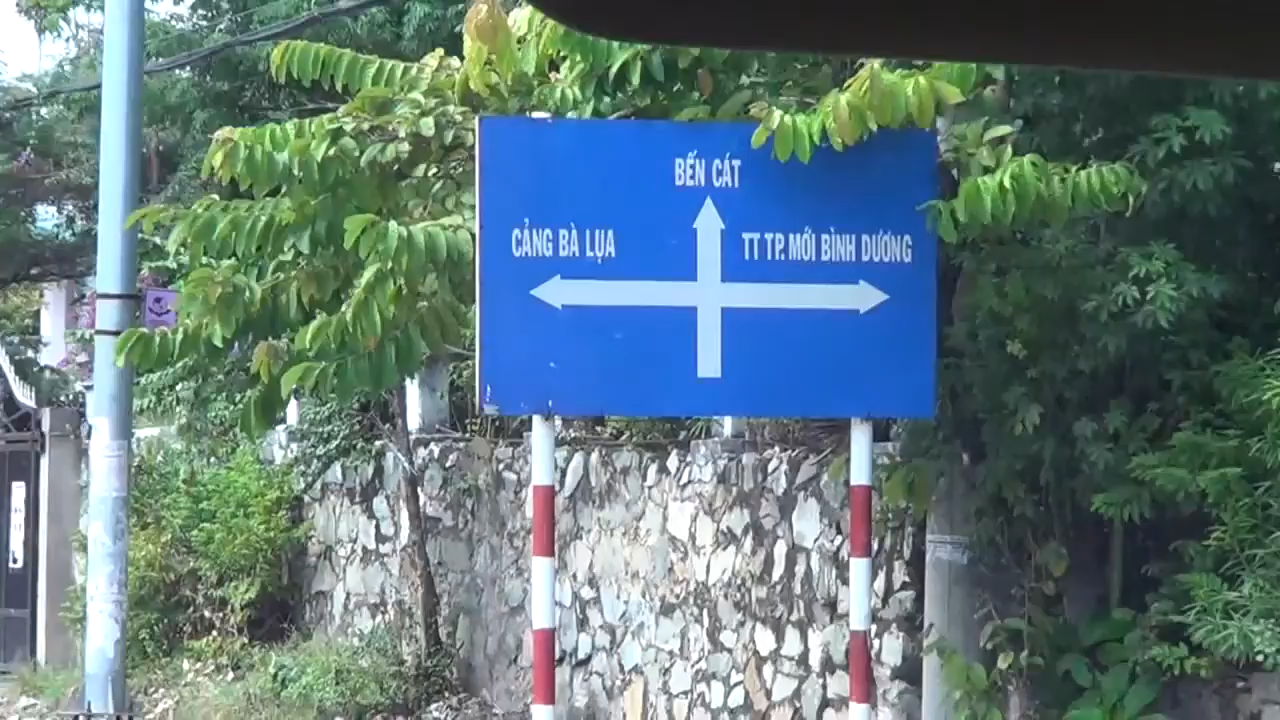 BẾN CÁT
CẢNG BÀ LỤA
TT TP. MỚI BÌNH DƯƠNG